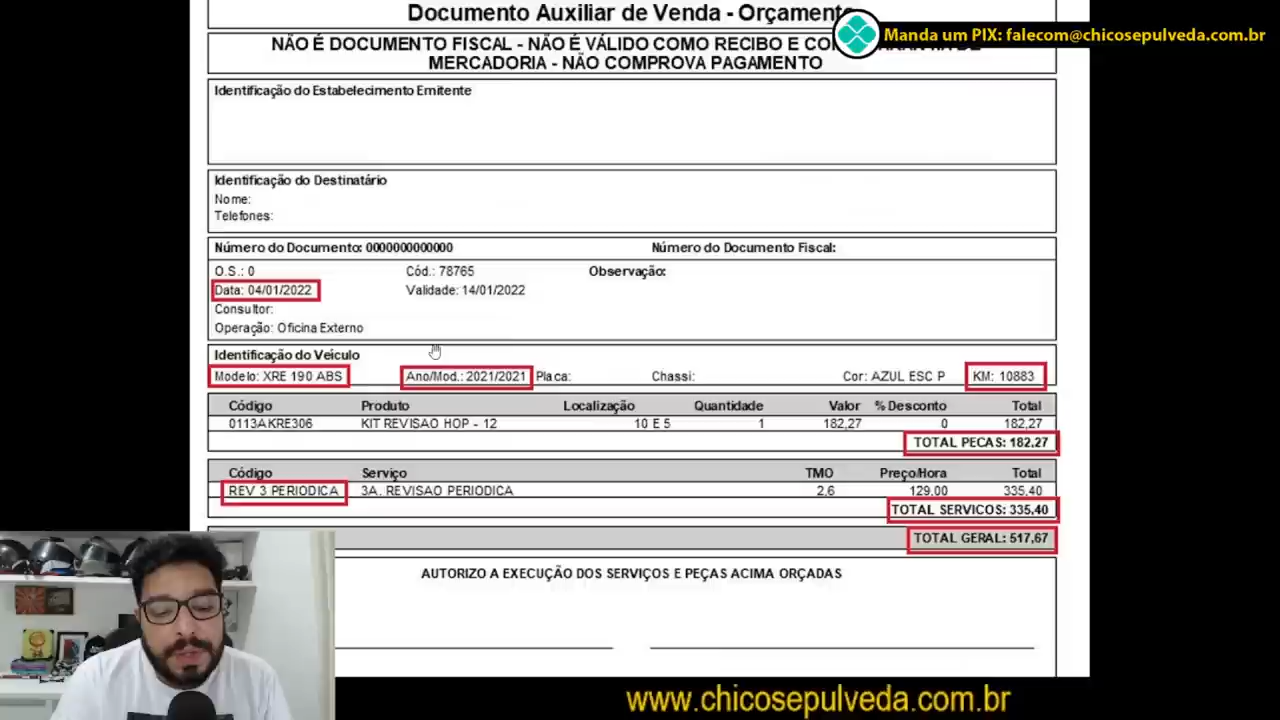 Documento Auxiliar de Venda - Orçamento
Manda um PIX: falecom@chicosepulveda.com.br
NÃO É DOCUMENTO FISCAL - NÃO É VÁLIDO COMO RECIBO E
MERCADORIA - NÃO COMPROVA PAGAMENTO
Identificação do Estabelecimento Emitente
Identificação do Destinatário
Nome:
Telefones:
Número do Documento: 0000000000000 Número do Documento Fiscal:
O.S.: 0 Cód.: 78765 Observação:
Data: 04/01/2022 Validade: 14/01/2022
Consultor:
Operação: Oficina Externo
Identificação do Veículo
Modelo: XRE 190 ABS Ano/Mod.: 2021/2021 Placa: Chassi: Cor: AZUL ESC P KM: 10883
Código Produto Localização Quantidade Valor % Desconto Total
0113AKRE306 KIT REVISAO HOP - 12 10 E 5 1 182,27 0 182,27
TOTAL PECAS: 182,27
Código Serviço TMO Preço/Hora Total
REV 3 PERIODICA 3A. REVISAO PERIODICA 2,6 129.00 335,40
TOTAL SERVICOS: 335,40
TOTAL GERAL: 517,67
AUTORIZO A EXECUÇÃO DOS SERVIÇOS E PEÇAS ACIMA ORÇADAS
www.chicosepulveda.com.br